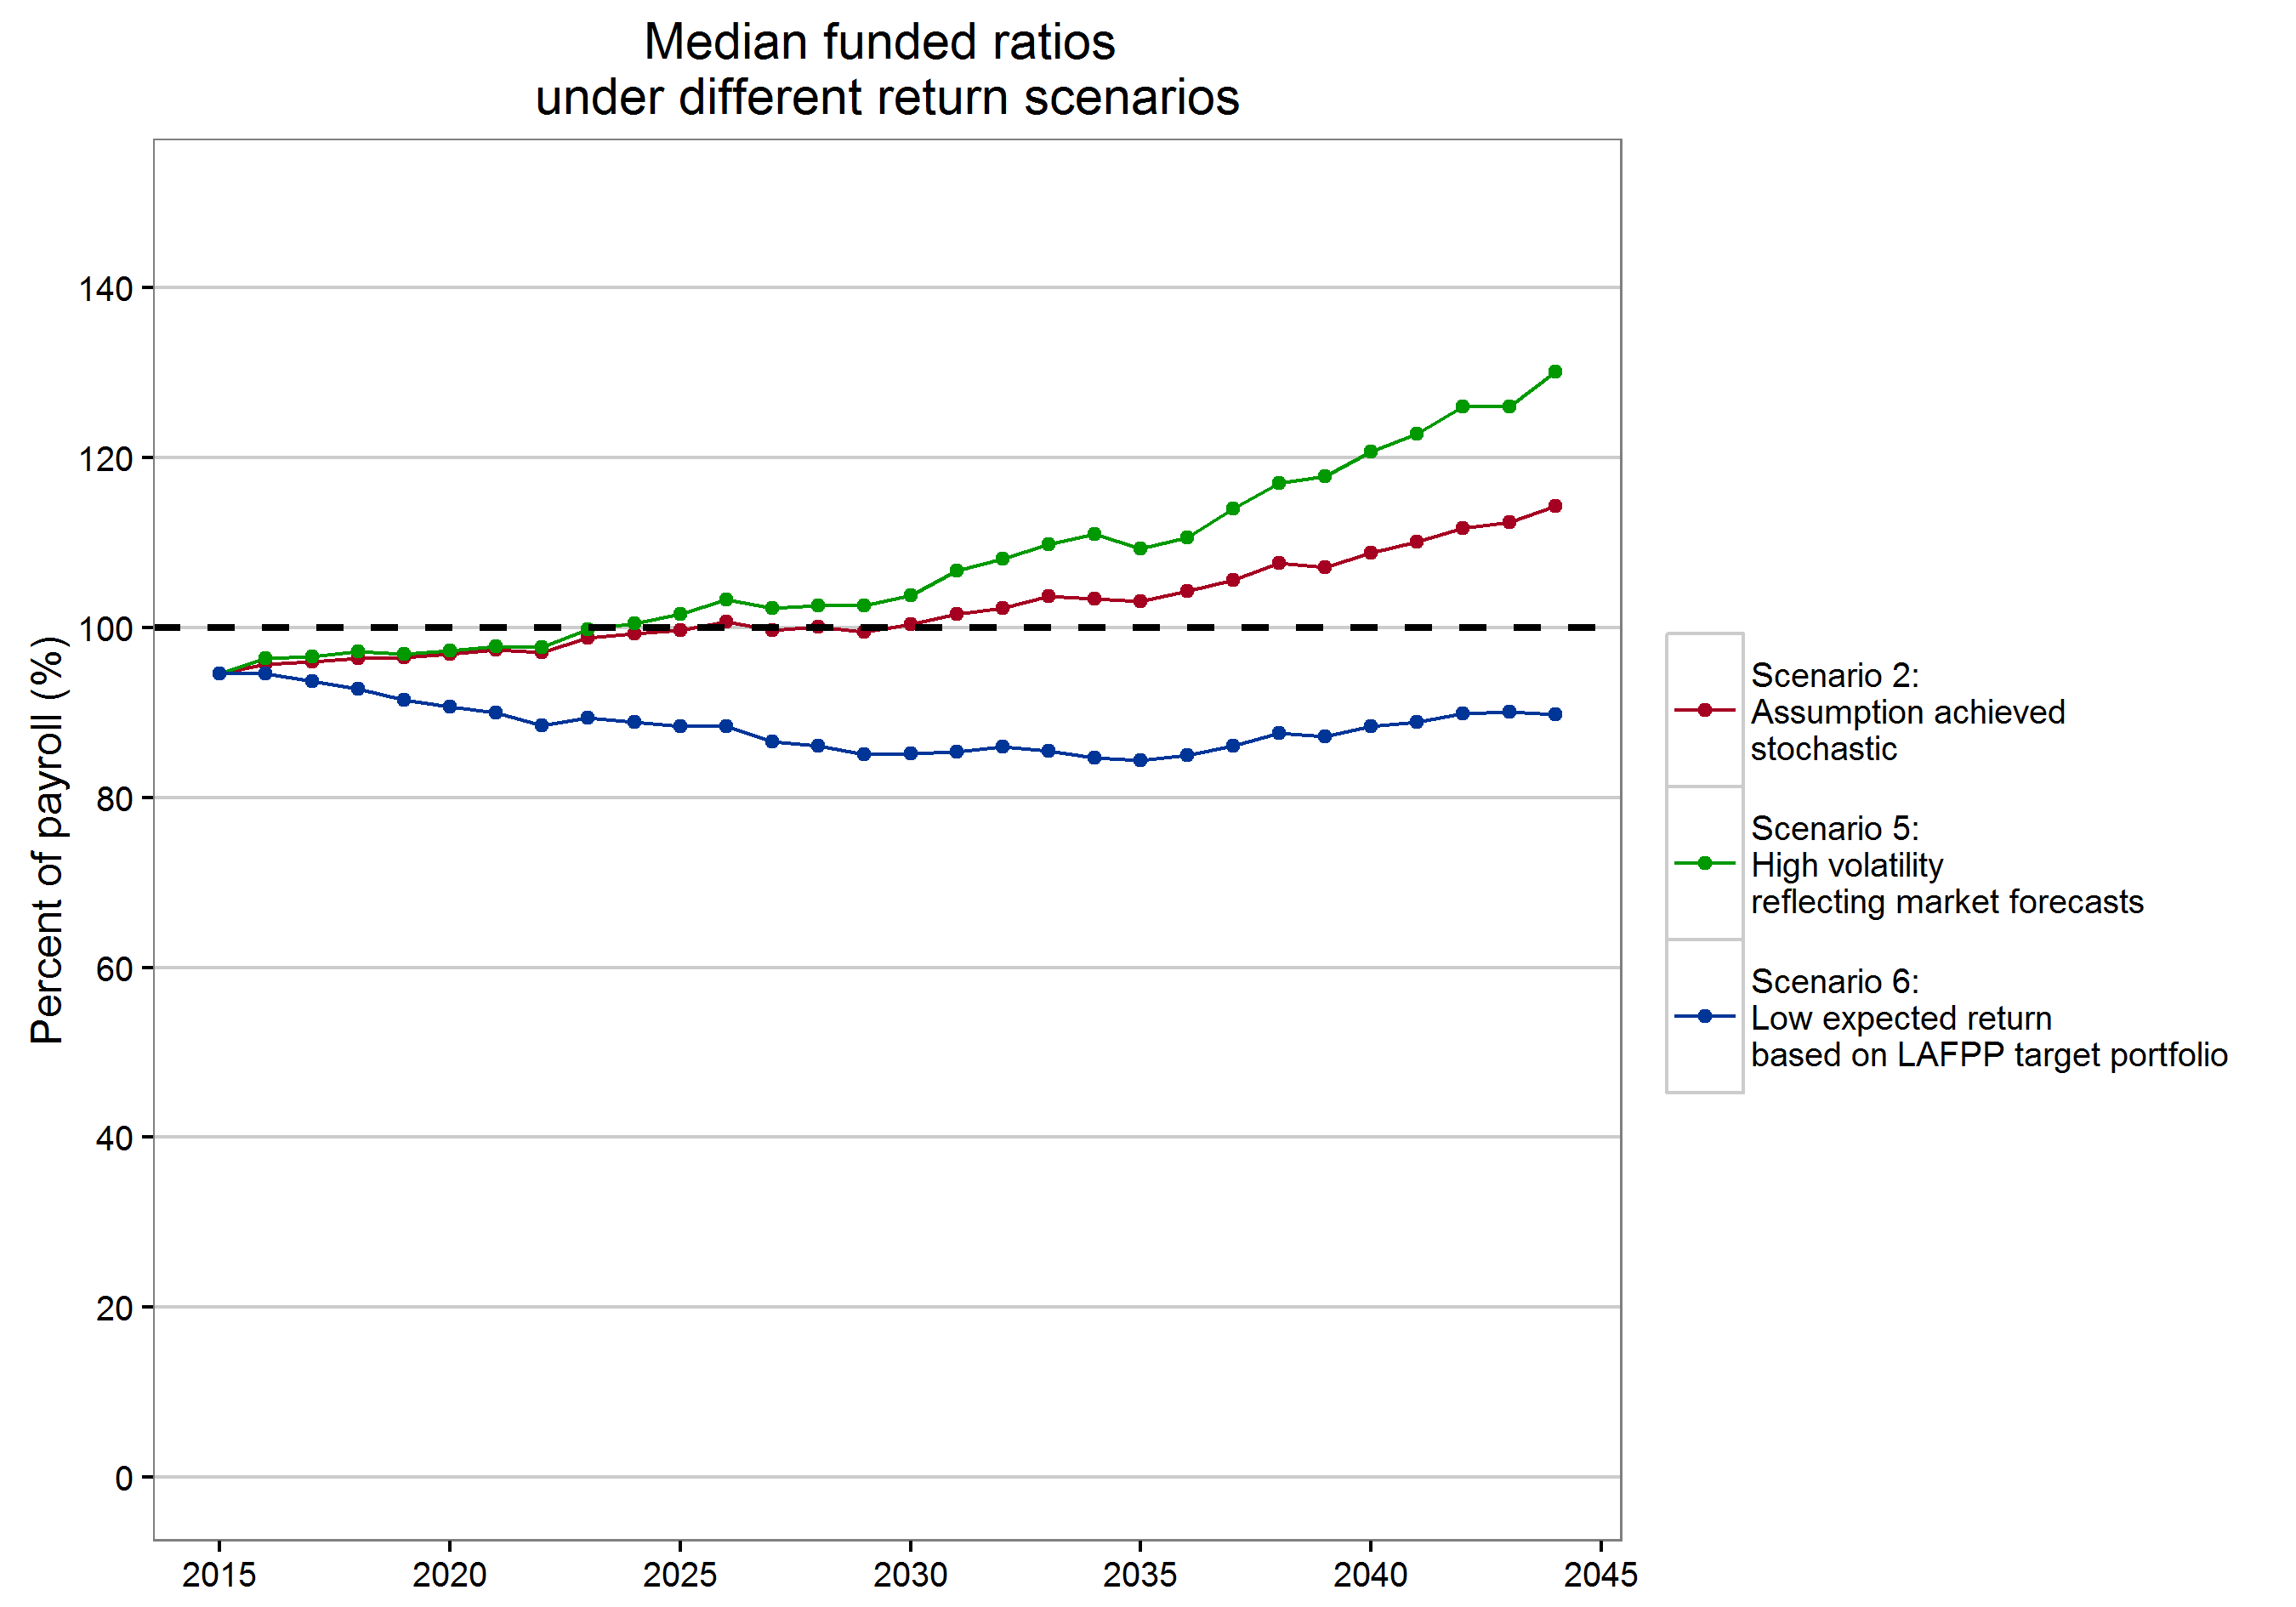 Median funded ratios
under different return scenarios
Percent of payroll (%)
140
120
100
80
60
40
20
0
2015 2020 2025 2030 2035 2040 2045
Scenario 2:
Assumption achieved
stochastic
Scenario 5:
High volatility
reflecting market forecasts
Scenario 6:
Low expected return
based on LAFPP target portfolio